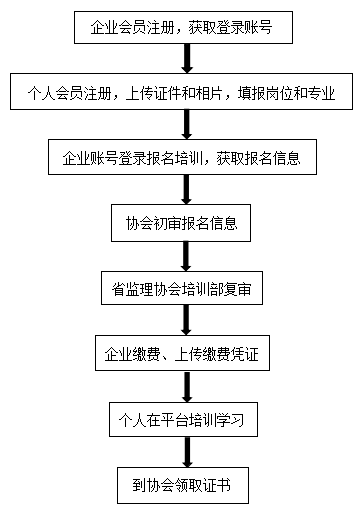 企业会员注册，获取登录账号
个人会员注册，上传证件和相片，填报岗位和专业
企业账号登录报名培训，获取报名信息
协会初审报名信息
省监理协会培训部复审
企业缴费、上传缴费凭证
个人在平台培训学习
到协会领取证书